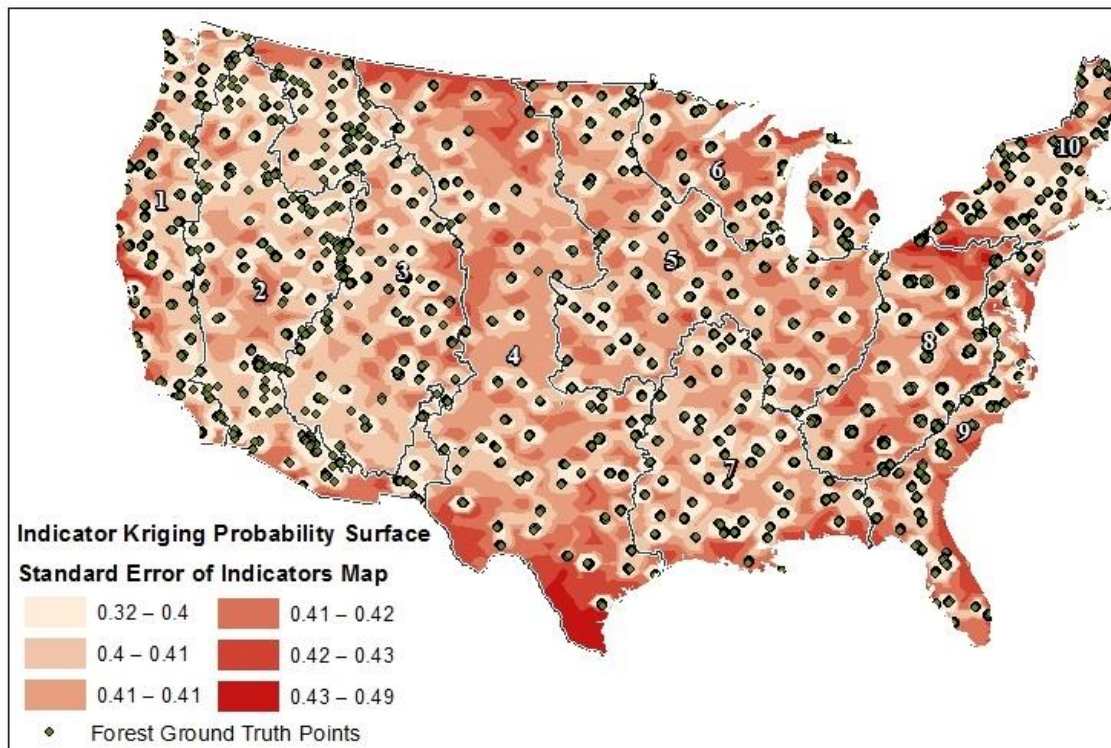 10
6
1
5
3
2
4
8
9
7
Indicator Kriging Probability Surface
Standard Error of Indicators Map
0.32 – 0.4
0.41 – 0.42
0.4 – 0.41
0.42 – 0.43
0.41 – 0.41
0.43 – 0.49
Forest Ground Truth Points